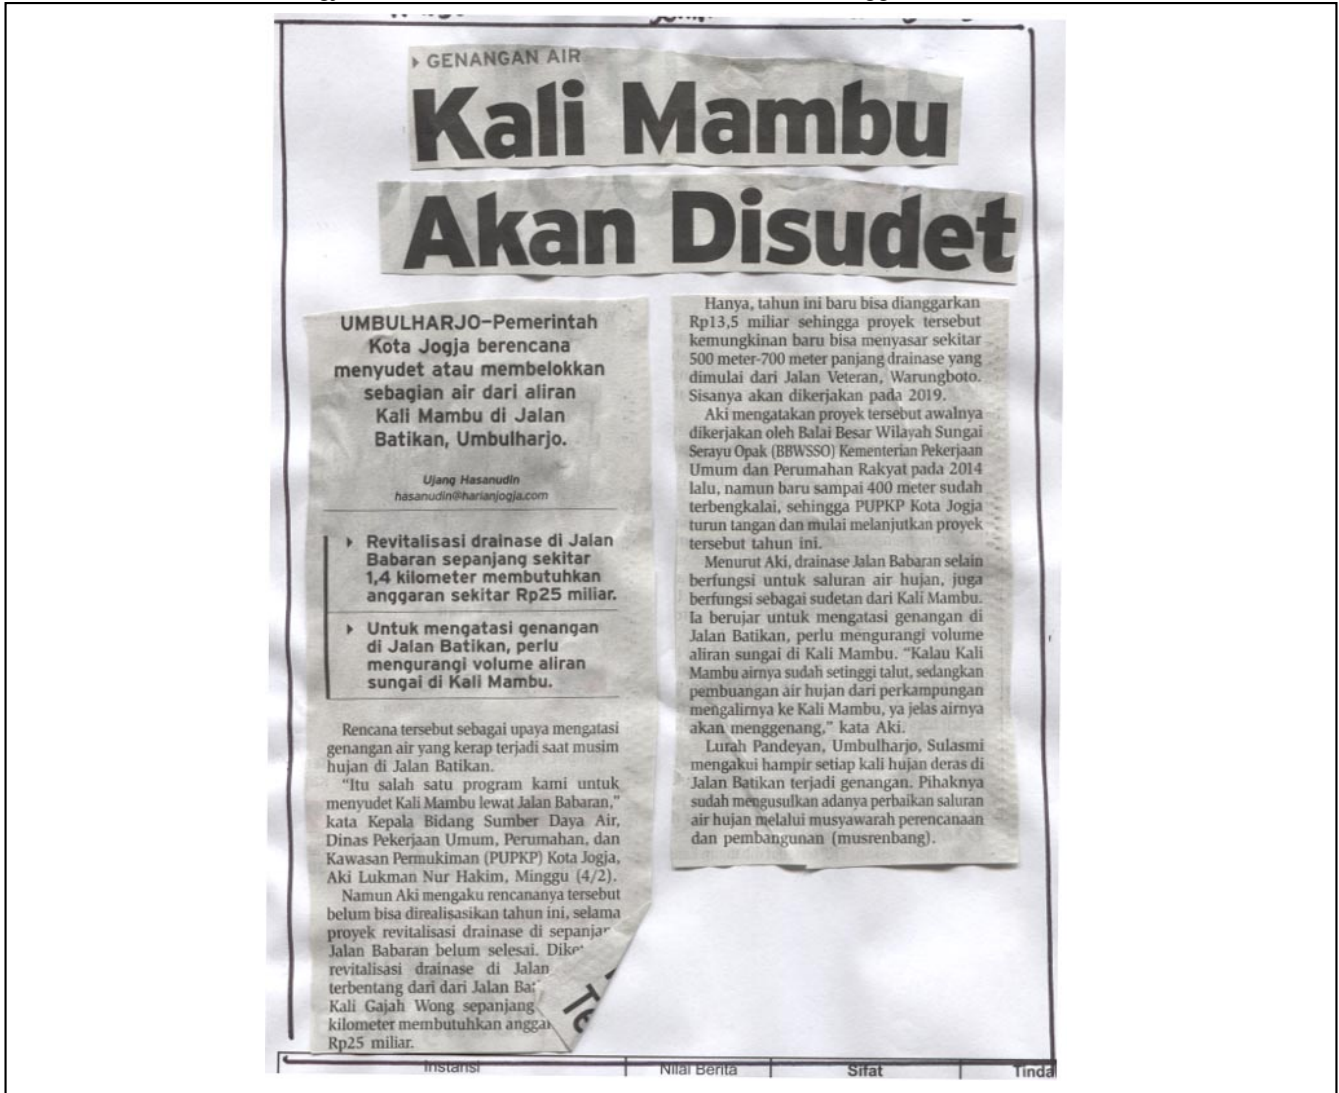 GENANGAN AIR
Kali Mambu
Akan Disudet
UMBULHARJO–Pemerintah
Kota Jogja berencana
menyudet atau membelokkan
sebagian air dari aliran
Kali Mambu di Jalan
Batikan, Umbulharjo.
Ujang Hasanudin
hasanudin@harianjogja.com
Revitalisasi drainase di Jalan
Babaran sepanjang sekitar
1,4 kilometer membutuhkan
anggaran sekitar Rp25 miliar.
Untuk mengatasi genangan
di Jalan Batikan, perlu
mengurangi volume aliran
sungai di Kali Mambu.
Rencana tersebut sebagai upaya mengatasi
genangan air yang kerap terjadi saat musim
hujan di Jalan Batikan.
"Itu salah satu program kami untuk
menyudet Kali Mambu lewat Jalan Babaran,"
kata Kepala Bidang Sumber Daya Air,
Dinas Pekerjaan Umum, Perumahan, dan
Kawasan Permukiman (PUPKP) Kota Jogja,
Aki Lukman Nur Hakim, Minggu (4/2).
Namun Aki mengaku rencananya tersebut
belum bisa direalisasikan tahun ini, selama
proyek revitalisasi drainase di sepanjan
Jalan Babaran belum selesai. Dike
revitalisasi drainase di Jalan
terbentang dari dari Jalan Ba
Kali Gajah Wong sepanjang
kilometer membutuhkan anggar
Rp25 miliar.
Te
Hanya, tahun ini baru bisa dianggarkan
Rp13,5 miliar sehingga proyek tersebut
kemungkinan baru bisa menyasar sekitar
500 meter-700 meter panjang drainase yang
dimulai dari Jalan Veteran, Warungboto.
Sisanya akan dikerjakan pada 2019.
Aki mengatakan proyek tersebut awalnya
dikerjakan oleh Balai Besar Wilayah Sungai
Serayu Opak (BBWSSO) Kementerian Pekerjaan
Umum dan Perumahan Rakyat pada 2014
lalu, namun baru sampai 400 meter sudah
terbengkalai, sehingga PUPKP Kota Jogja
turun tangan dan mulai melanjutkan proyek
tersebut tahun ini.
Menurut Aki, drainase Jalan Babaran selain
berfungsi untuk saluran air hujan, juga
berfungsi sebagai sudetan dari Kali Mambu.
Ia berujar untuk mengatasi genangan di
Jalan Batikan, perlu mengurangi volume
aliran sungai di Kali Mambu. "Kalau Kali
Mambu airnya sudah setinggi talut, sedangkan
pembuangan air hujan dari perkampungan
mengalirnya ke Kali Mambu, ya jelas airnya
akan menggenang," kata Aki.
Lurah Pandeyan, Umbulharjo, Sulasmi
mengakui hampir setiap kali hujan deras di
Jalan Batikan terjadi genangan. Pihaknya
sudah mengusulkan adanya perbaikan saluran
air hujan melalui musyawarah perencanaan
dan pembangunan (musrenbang).
Instansi Nilai Berita Sifat Tinda